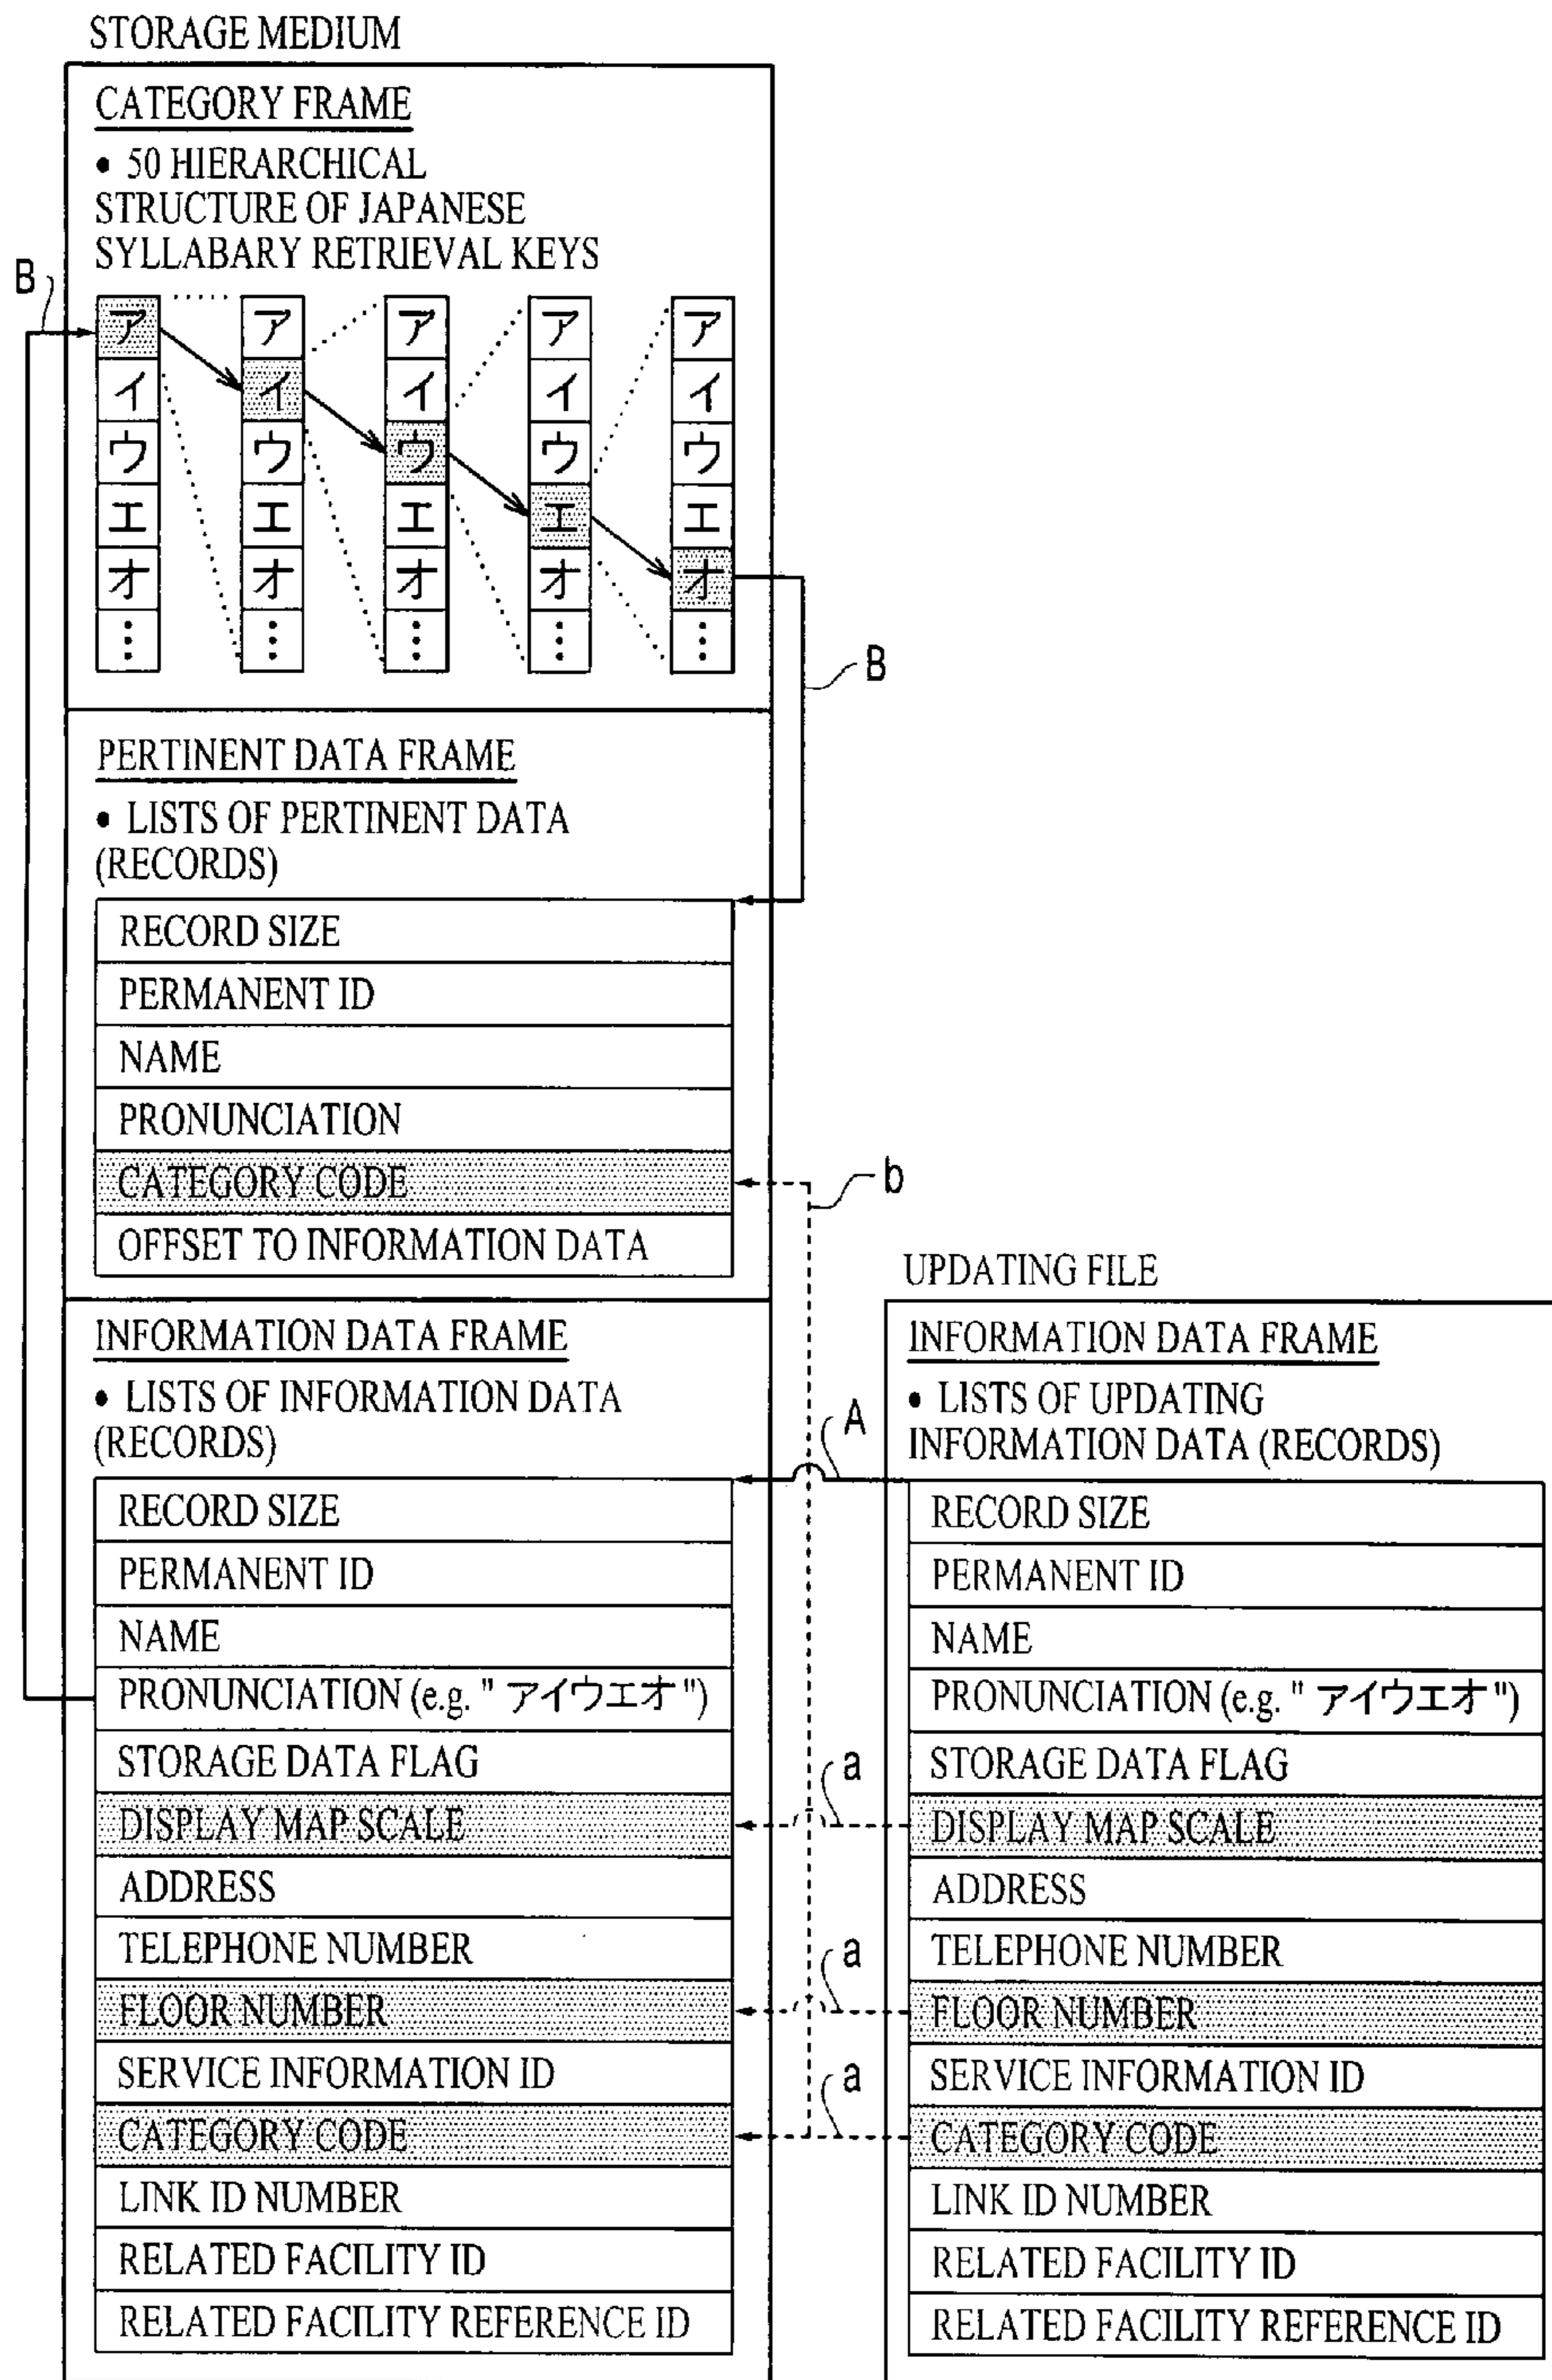 STORAGE MEDIUM
CATEGORY FRAME
• 50 HIERARCHICAL
STRUCTURE OF JAPANESE
SYLLABARY RETRIEVAL KEYS
B
ア ア ア ア ア
イ イ イ イ イ
ウ ウ ウ ウ ウ
エ エ エ エ エ
オ オ オ オ オ
⋮ ⋮ ⋮ ⋮ ⋮
B
PERTINENT DATA FRAME
• LISTS OF PERTINENT DATA
(RECORDS)
RECORD SIZE
PERMANENT ID
NAME
PRONUNCIATION
CATEGORY CODE
b
OFFSET TO INFORMATION DATA
INFORMATION DATA FRAME
• LISTS OF INFORMATION DATA
(RECORDS)
RECORD SIZE
PERMANENT ID
NAME
PRONUNCIATION (e.g. " アイウエオ ")
STORAGE DATA FLAG
DISPLAY MAP SCALE
ADDRESS
TELEPHONE NUMBER
FLOOR NUMBER
SERVICE INFORMATION ID
CATEGORY CODE
LINK ID NUMBER
RELATED FACILITY ID
RELATED FACILITY REFERENCE ID
A
a
a
a
UPDATING FILE
INFORMATION DATA FRAME
• LISTS OF UPDATING
INFORMATION DATA (RECORDS)
RECORD SIZE
PERMANENT ID
NAME
PRONUNCIATION (e.g. " アイウエオ ")
STORAGE DATA FLAG
DISPLAY MAP SCALE
ADDRESS
TELEPHONE NUMBER
FLOOR NUMBER
SERVICE INFORMATION ID
CATEGORY CODE
LINK ID NUMBER
RELATED FACILITY ID
RELATED FACILITY REFERENCE ID